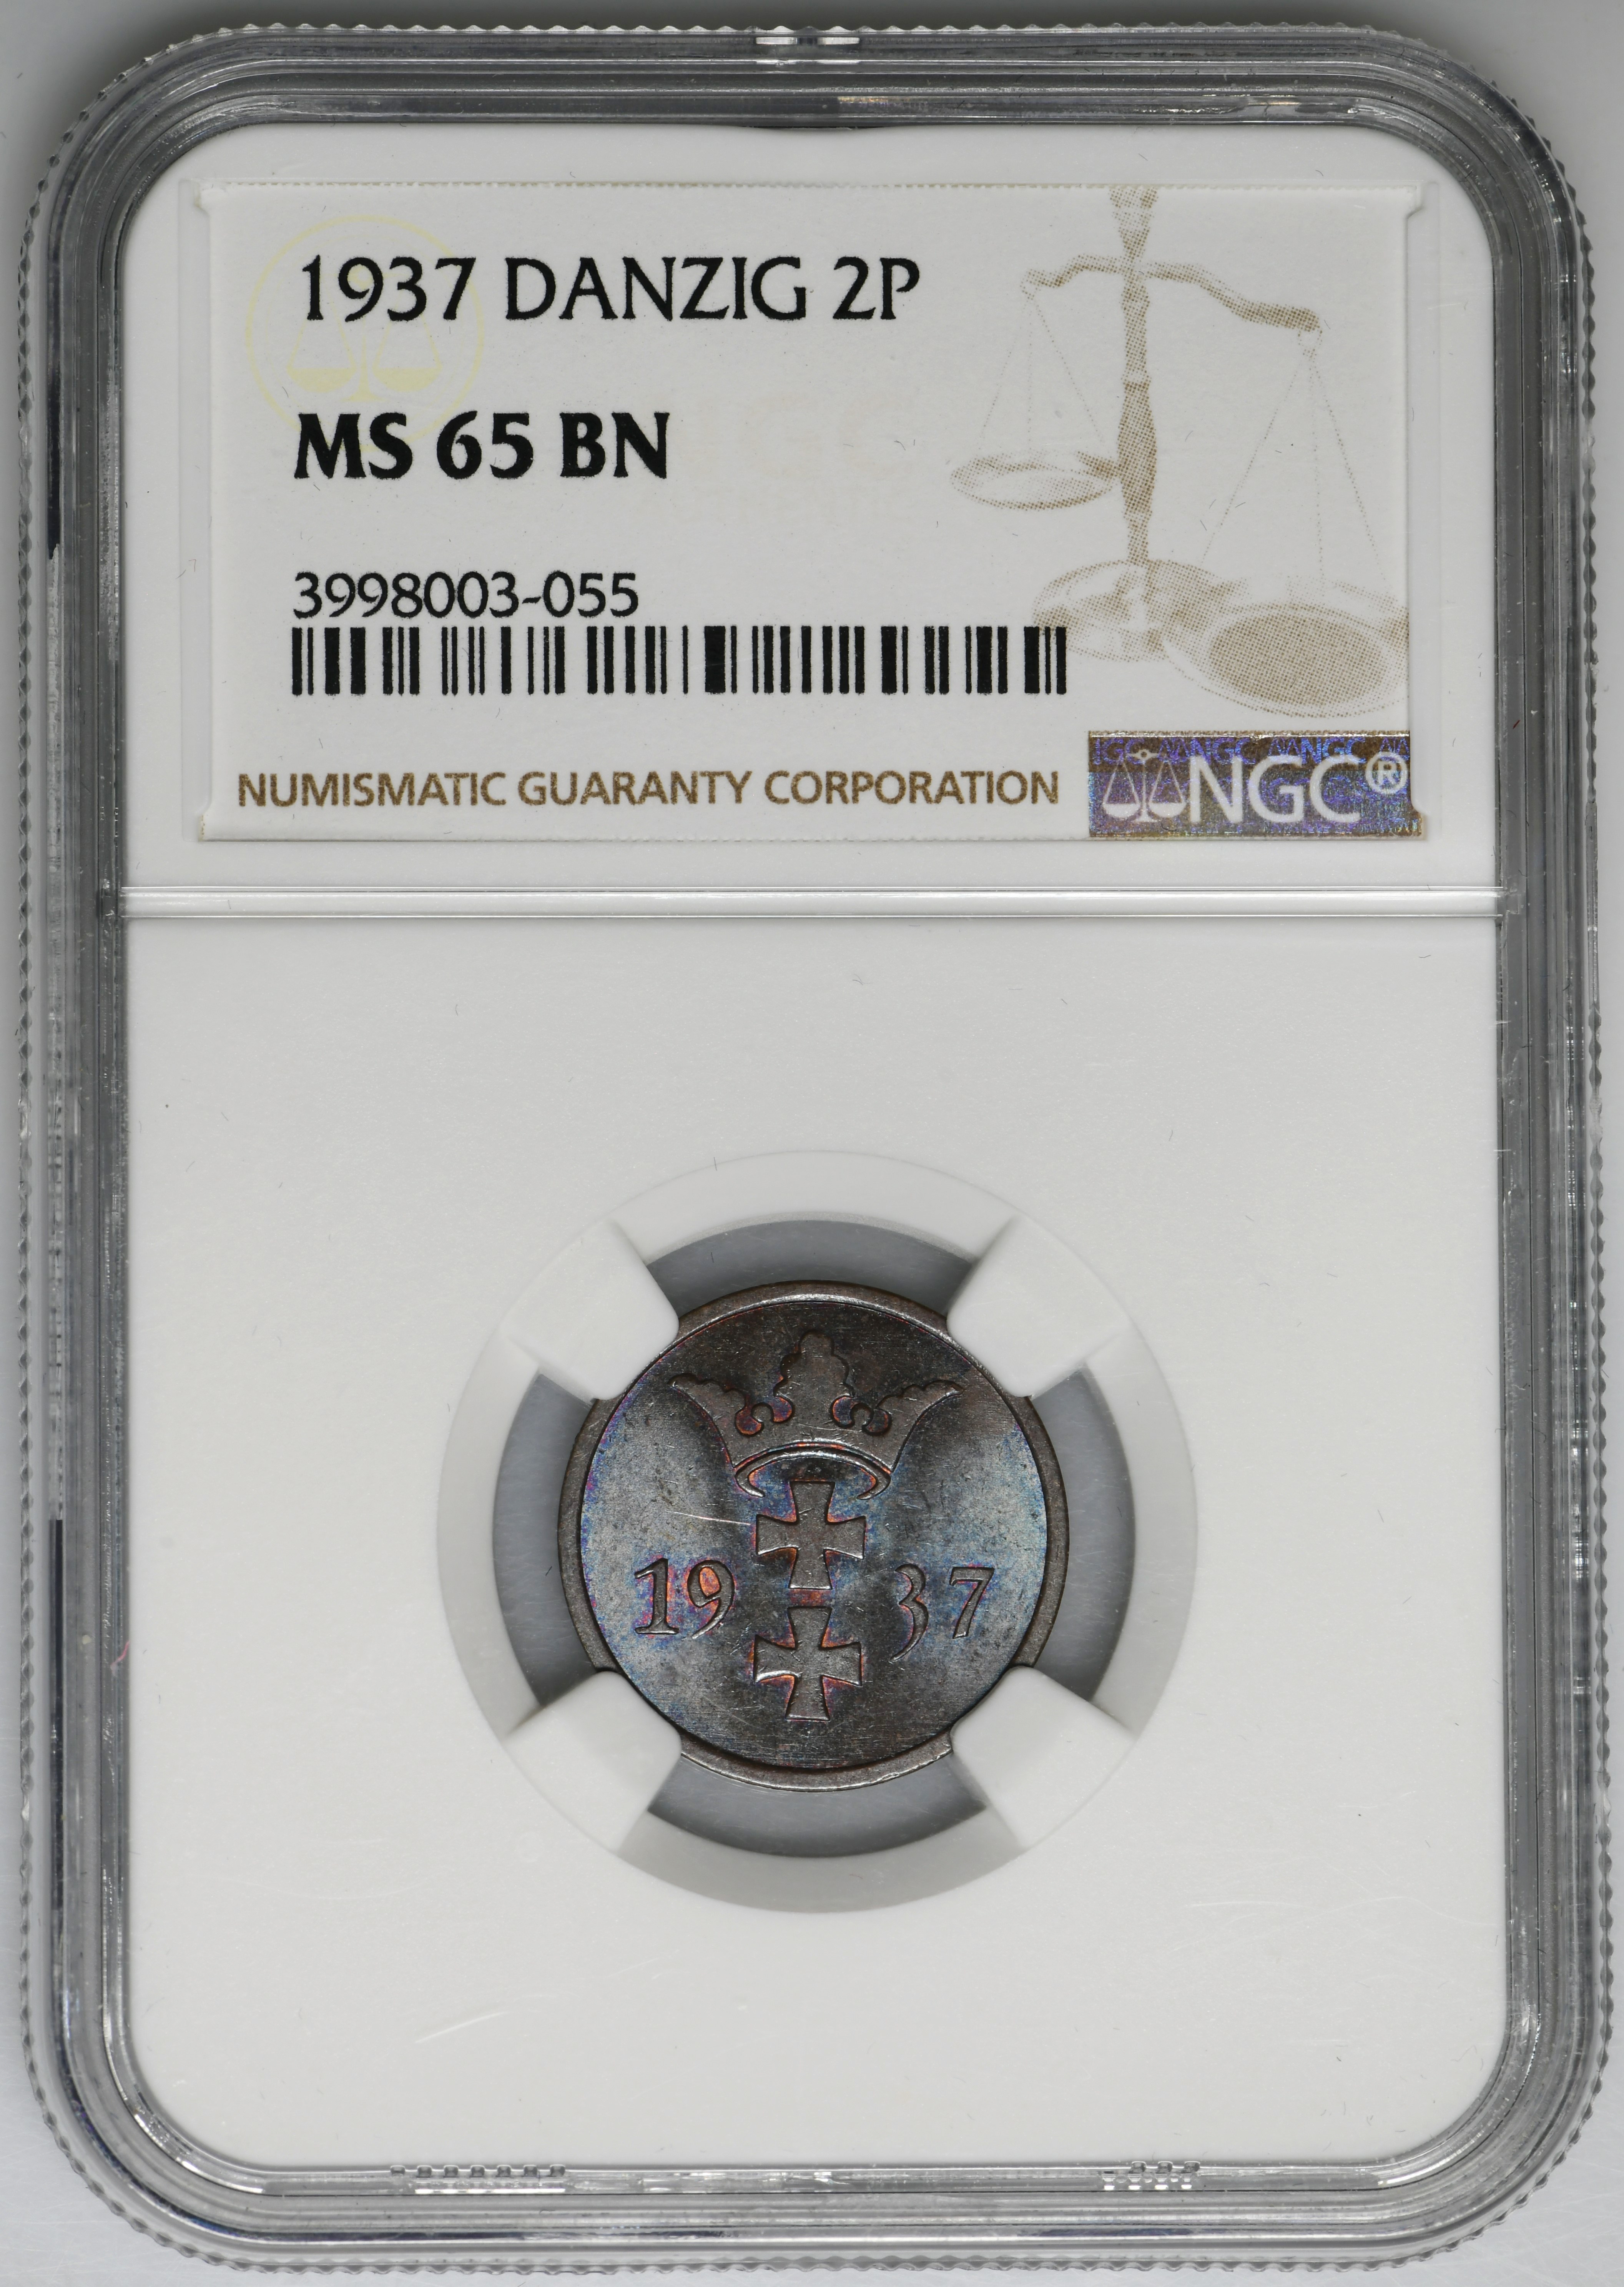 1937 DANZIG 2P
MS 65 BN
3998003-055
NUMISMATIC GUARANTY CORPORATION
NGC®
19 37